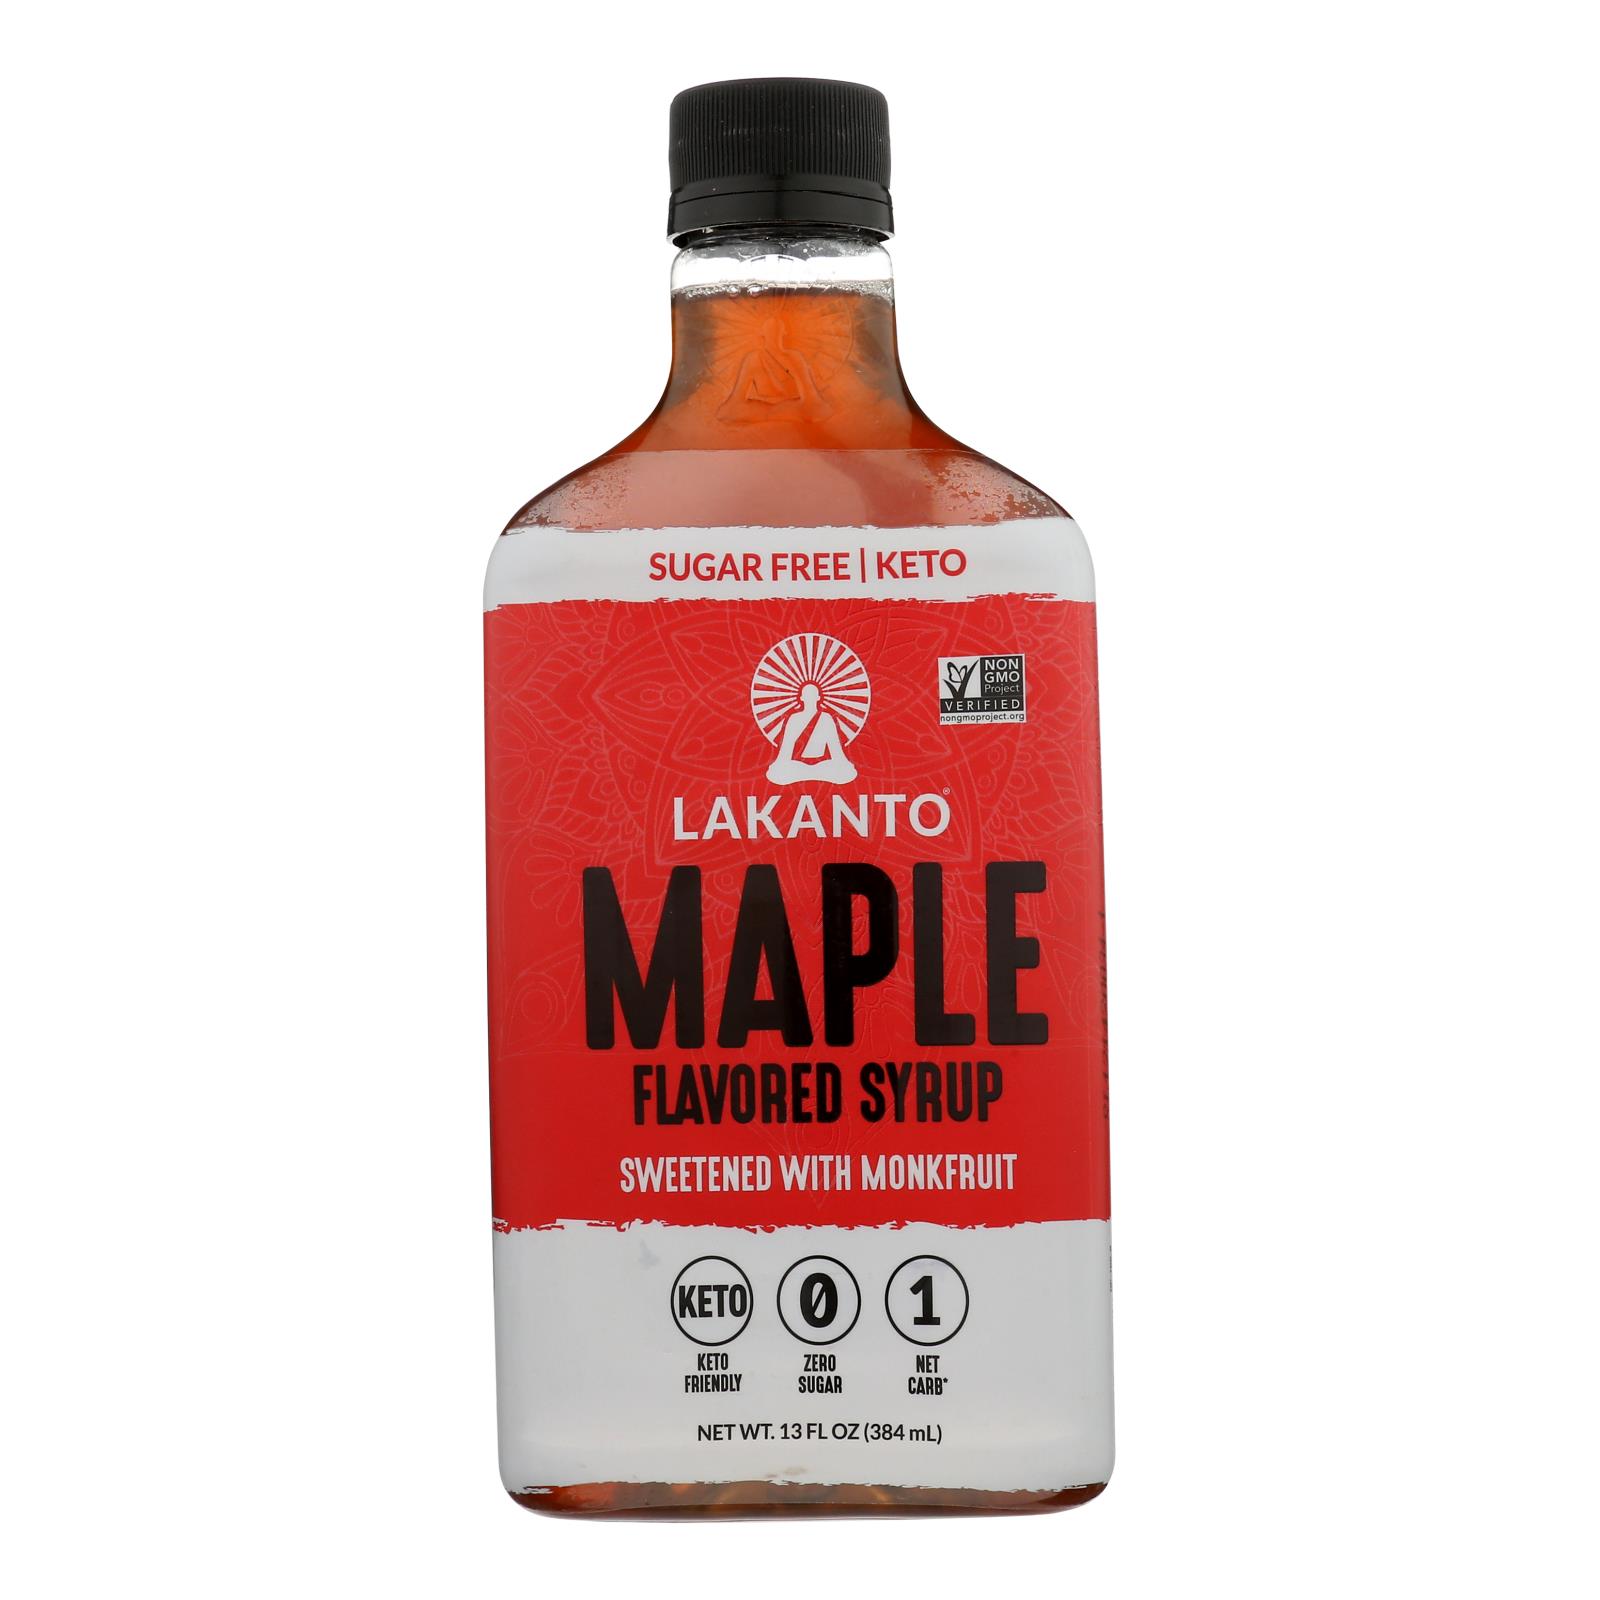 SUGAR FREE | KETO
NON
GMO
Project
VERIFIED
nongmoproject.org
LAKANTO®
MAPLE
FLAVORED SYRUP
SWEETENED WITH MONKFRUIT
KETO 0 1
KETO
FRIENDLY
ZERO
SUGAR
NET
CARB*
NET WT. 13 FL OZ (384 mL)